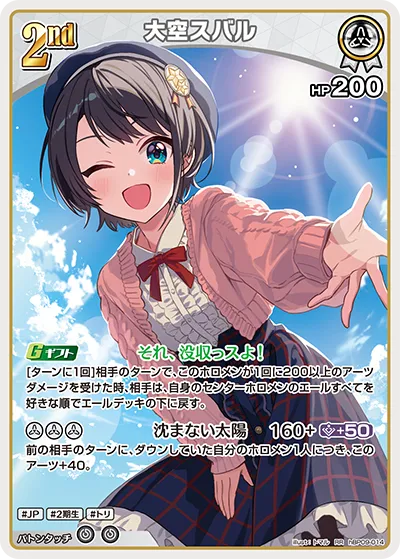 2nd
大空スバル
HP200
Gギフト
それ、没収っスよ！
[ターンに1回]相手のターンで、このホロメンが1回に200以上のアーツ
ダメージを受けた時、相手は、自身のセンターホロメンのエールすべてを
好きな順でエールデッキの下に戻す。
沈まない太陽 160+ +50
前の相手のターンに、ダウンしていた自分のホロメン1人につき、この
アーツ+40。
#JP #2期生 #トリ
バトンタッチ
illust: トマル RR hBP06-014